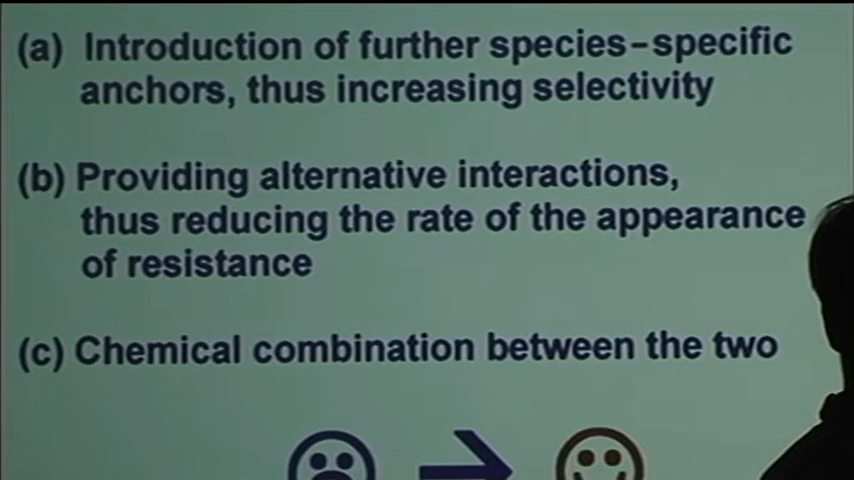 (a) Introduction of further species-specific
anchors, thus increasing selectivity
(b) Providing alternative interactions,
thus reducing the rate of the appearance
of resistance
(c) Chemical combination between the two